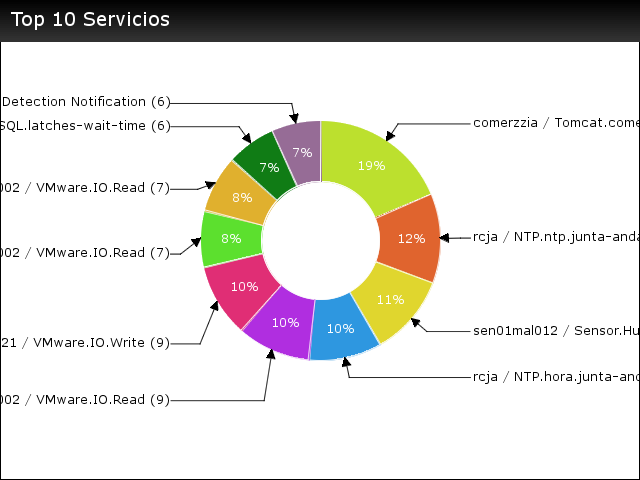 Top 10 Servicios
Detection Notification (6)
SQL.latches-wait-time (6)
002 / VMware.IO.Read (7)
002 / VMware.IO.Read (7)
21 / VMware.IO.Write (9)
002 / VMware.IO.Read (9)
comerzzia / Tomcat.come
rcja / NTP.ntp.junta-anda
sen01mal012 / Sensor.Hu
rcja / NTP.hora.junta-and
19%
12%
11%
10%
10%
10%
8%
8%
7%
7%